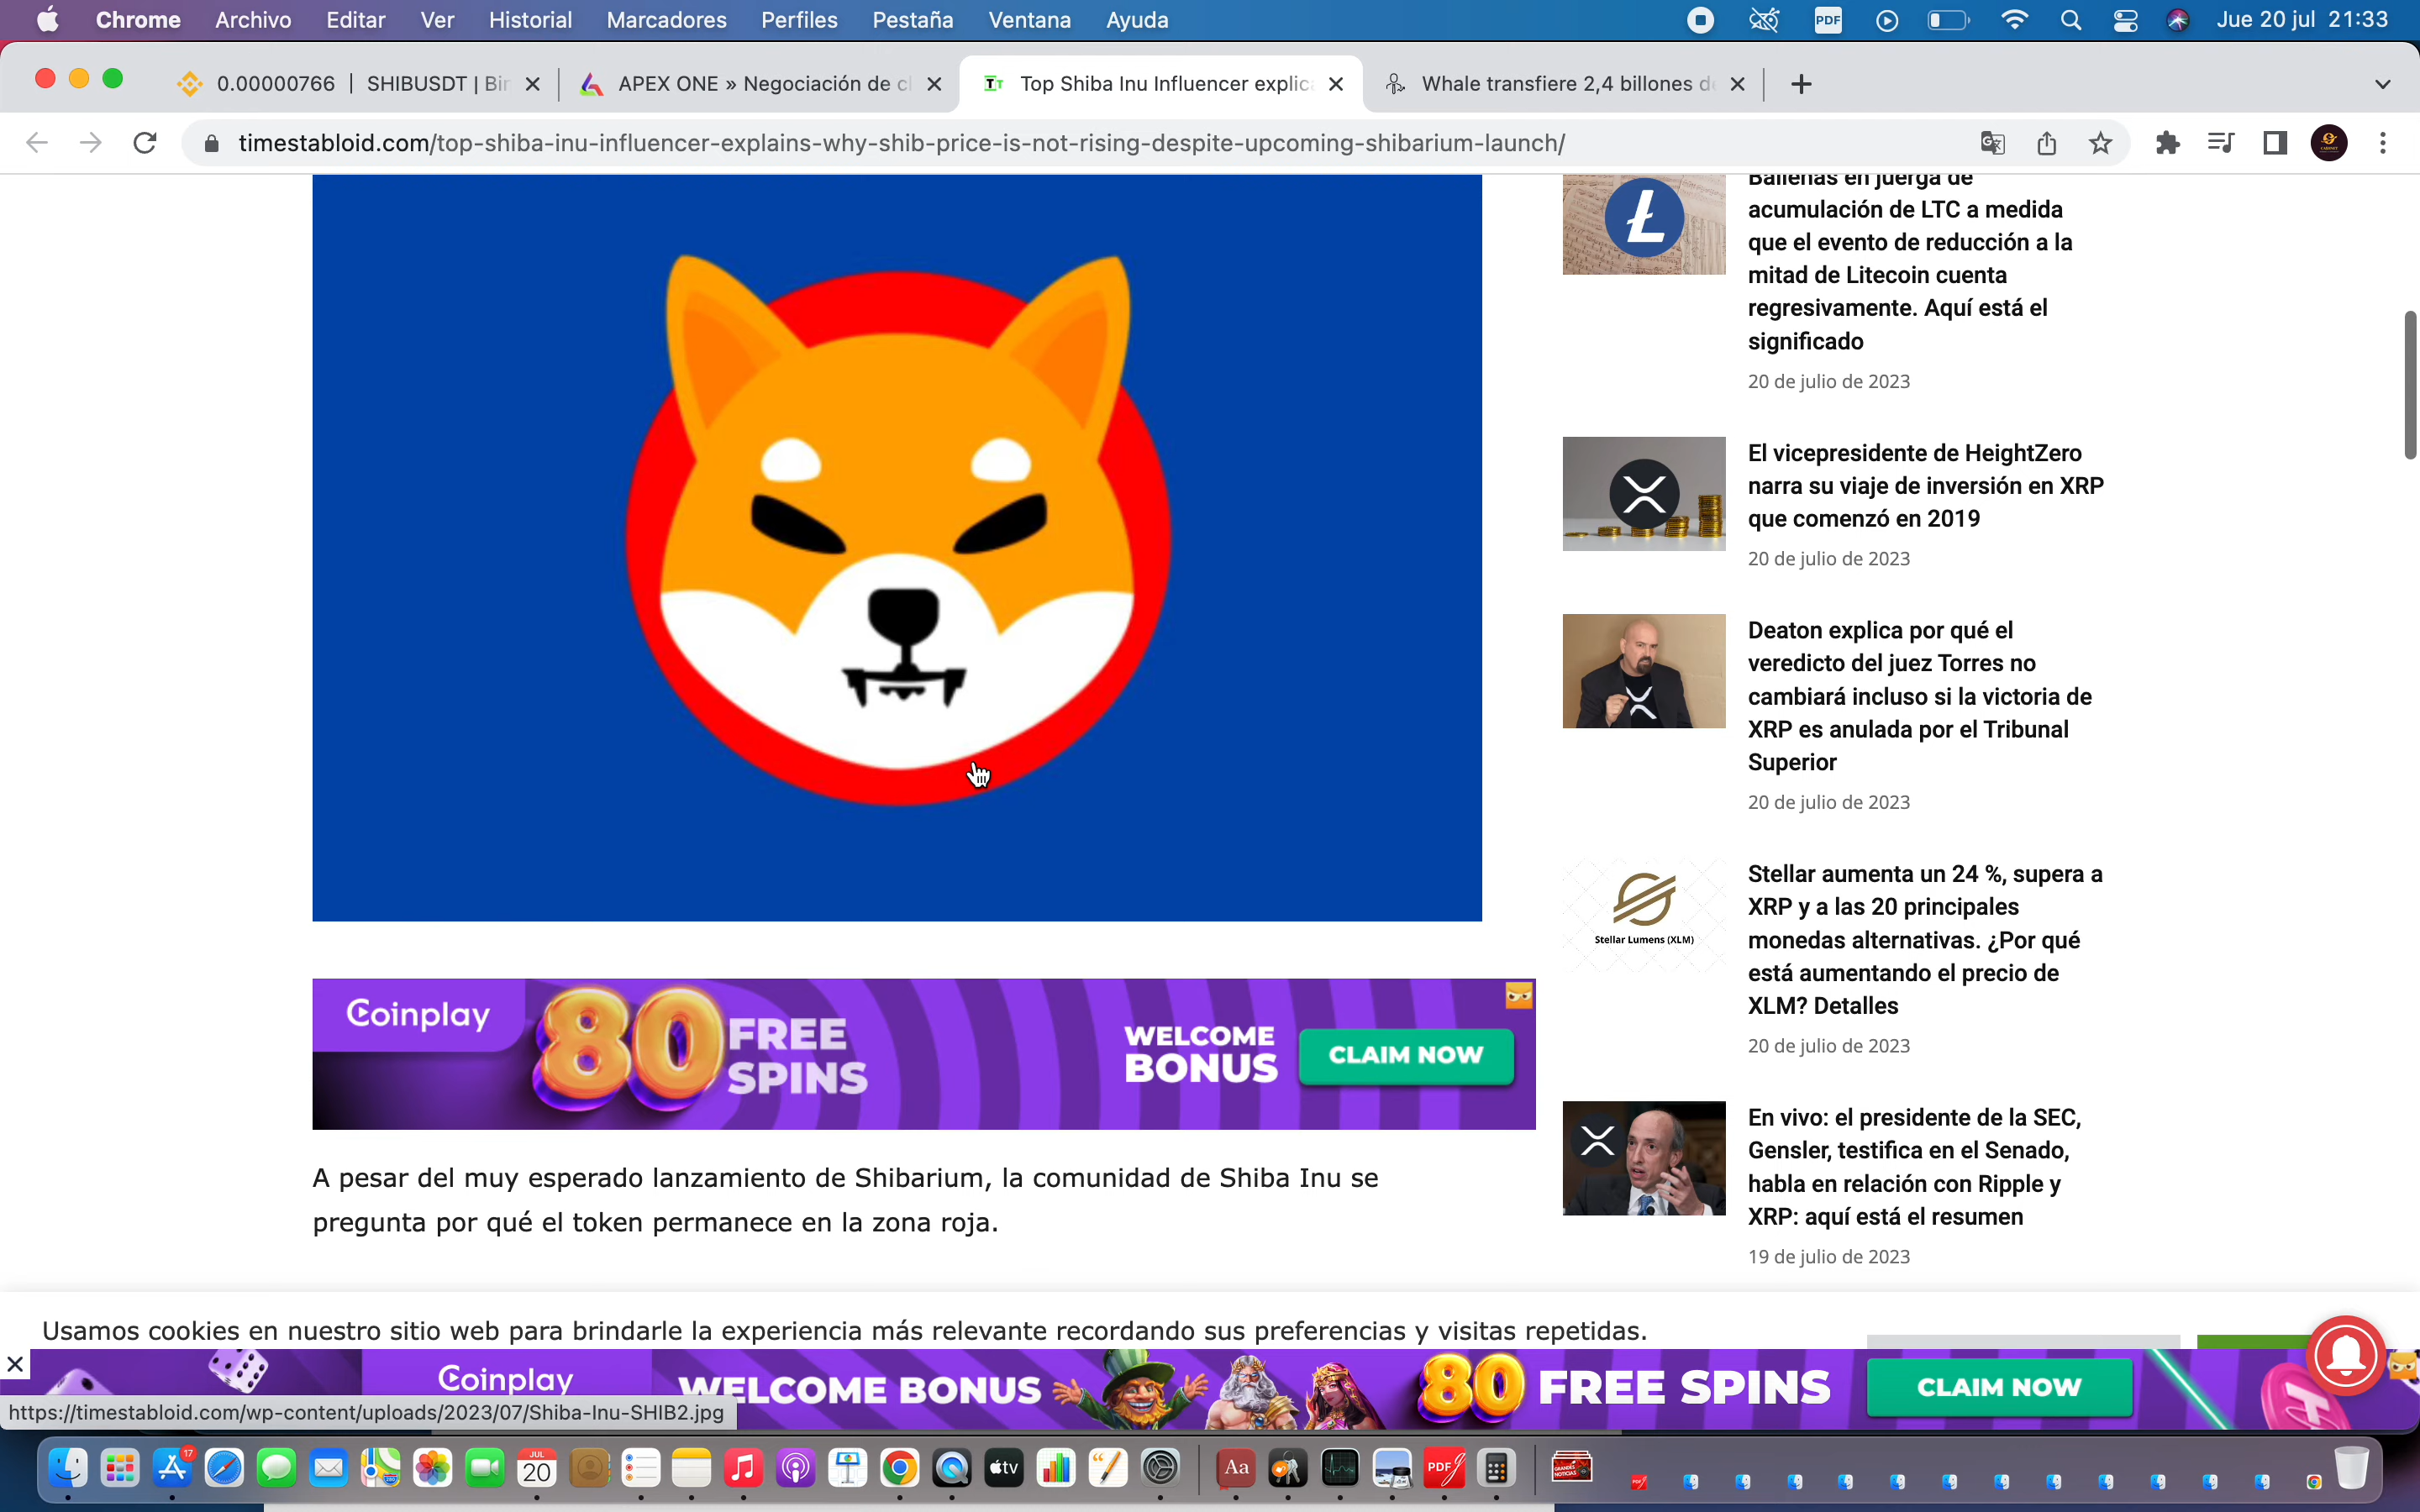 Chrome Archivo Editar Ver Historial Marcadores Perfiles Pestaña Ventana Ayuda
PDF
Jue 20 jul 21:33
0.00000766 | SHIBUSDT | Bin
APEX ONE » Negociación de cl
Tt
Top Shiba Inu Influencer explica
Whale transfiere 2,4 billones de
timestabloid.com/top-shiba-inu-influencer-explains-why-shib-price-is-not-rising-despite-upcoming-shibarium-launch/
Ballenas en juerga de
acumulación de LTC a medida
que el evento de reducción a la
mitad de Litecoin cuenta
regresivamente. Aquí está el
significado
20 de julio de 2023
El vicepresidente de HeightZero
narra su viaje de inversión en XRP
que comenzó en 2019
20 de julio de 2023
Deaton explica por qué el
veredicto del juez Torres no
cambiará incluso si la victoria de
XRP es anulada por el Tribunal
Superior
20 de julio de 2023
Stellar Lumens (XLM)
Stellar aumenta un 24 %, supera a
XRP y a las 20 principales
monedas alternativas. ¿Por qué
está aumentando el precio de
XLM? Detalles
20 de julio de 2023
En vivo: el presidente de la SEC,
Gensler, testifica en el Senado,
habla en relación con Ripple y
XRP: aquí está el resumen
19 de julio de 2023
Coinplay
80 FREE
SPINS
WELCOME
BONUS
CLAIM NOW
A pesar del muy esperado lanzamiento de Shibarium, la comunidad de Shiba Inu se
pregunta por qué el token permanece en la zona roja.
Usamos cookies en nuestro sitio web para brindarle la experiencia más relevante recordando sus preferencias y visitas repetidas.
Coinplay
WELCOME BONUS
80 FREE SPINS
CLAIM NOW
https://timestabloid.com/wp-content/uploads/2023/07/Shiba-Inu-SHIB2.jpg
17
JUL
20
tv
Aa
PDF
GRANDES
NOTICIAS